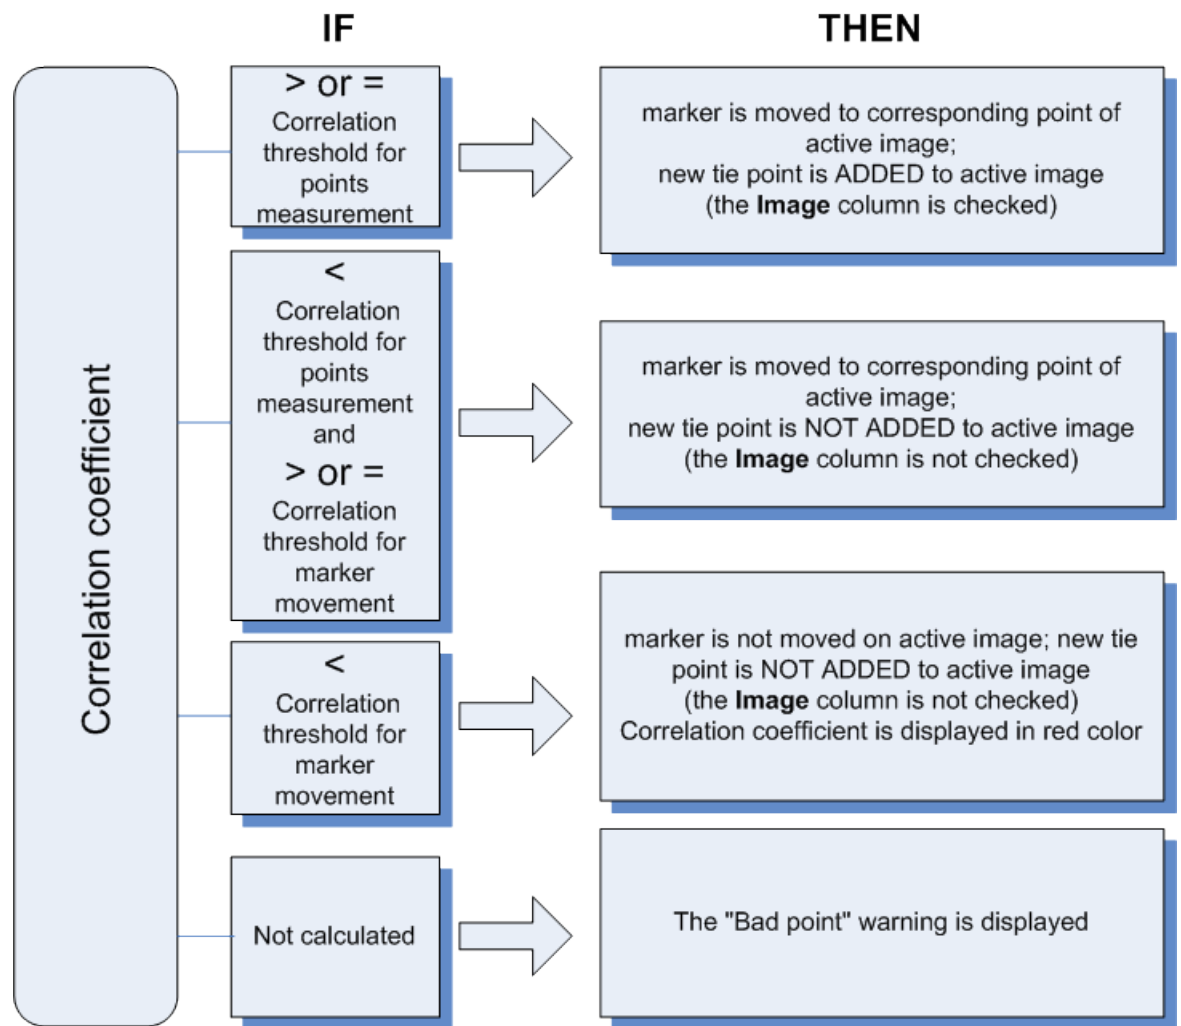 IF
THEN
Correlation coefficient
> or =
Correlation
threshold for
points
measurement
marker is moved to corresponding point of
active image;
new tie point is ADDED to active image
(the Image column is checked)
<
Correlation
threshold for
points
measurement
and
> or =
Correlation
threshold for
marker
movement
marker is moved to corresponding point of
active image;
new tie point is NOT ADDED to active image
(the Image column is not checked)
<
Correlation
threshold for
marker
movement
marker is not moved on active image; new tie
point is NOT ADDED to active image
(the Image column is not checked)
Correlation coefficient is displayed in red color
Not calculated
The "Bad point" warning is displayed